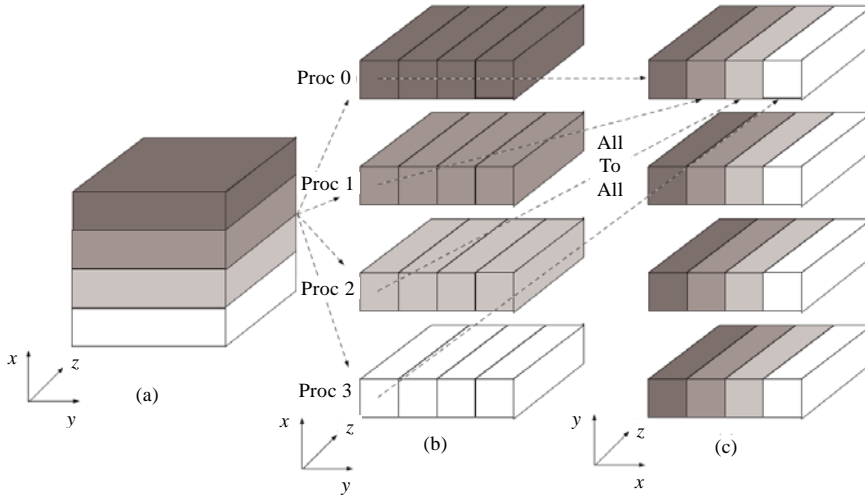 Proc 0
Proc 1
Proc 2
Proc 3
All
To
All
x
z
y
(a)
x
z
y
(b)
y
z
x
(c)